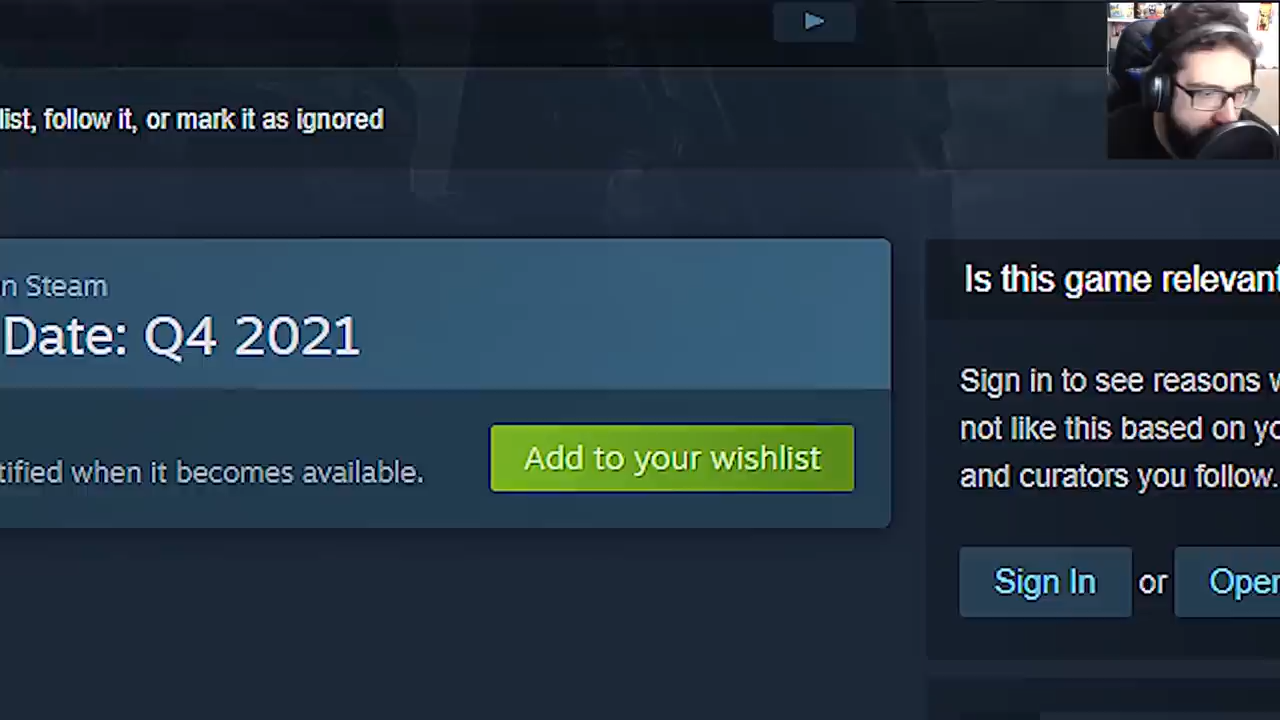 list, follow it, or mark it as ignored
n Steam
Date: Q4 2021
tified when it becomes available.
Add to your wishlist
Is this game relevant
Sign in to see reasons w
not like this based on yo
and curators you follow.
Sign In or Open